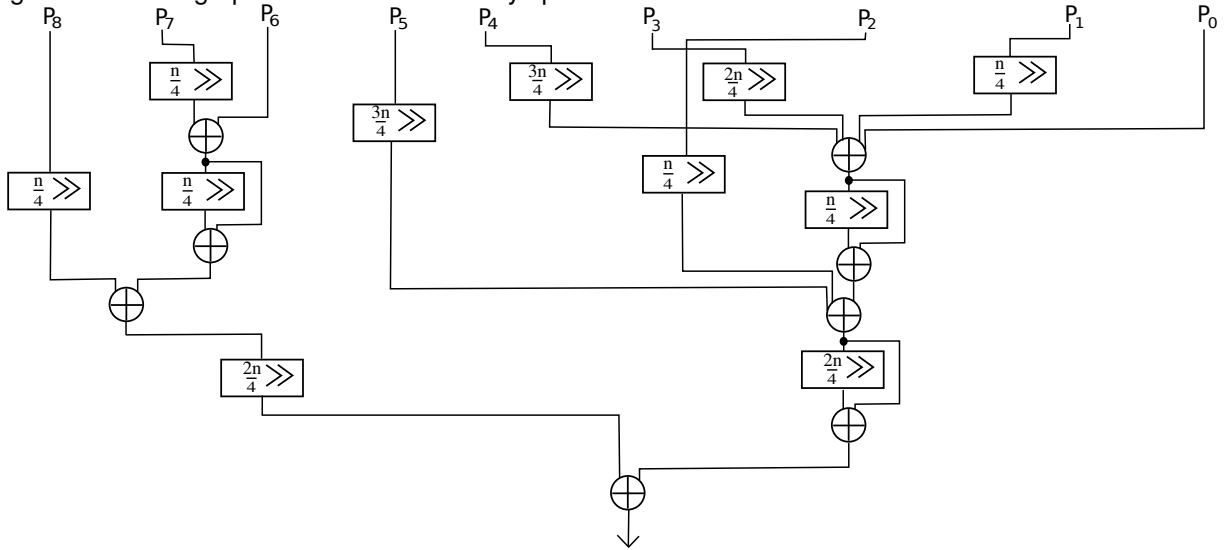 P8 P7 P6 P5 P4 P3 P2 P1 P0
n/4 >> 3n/4 >> 2n/4 >> n/4 >>
3n/4 >>
n/4 >>
n/4 >> n/4 >> n/4 >>
2n/4 >> 2n/4 >>